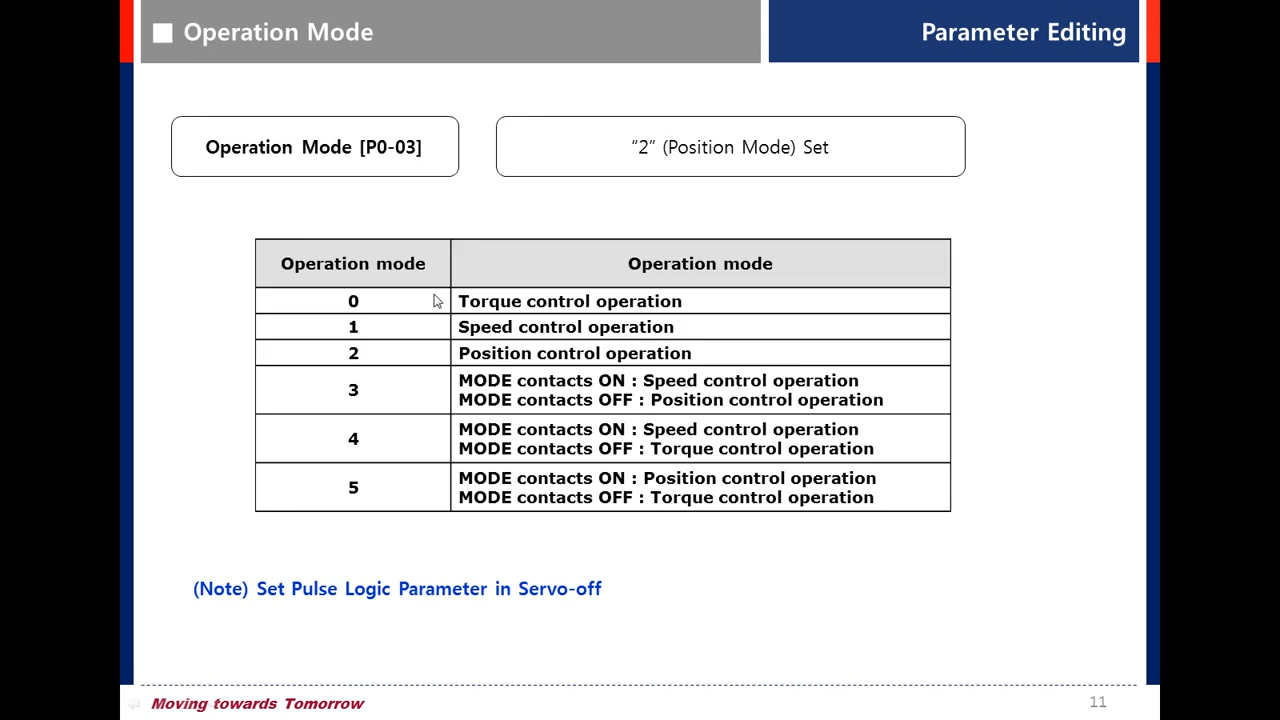 Operation Mode
Parameter Editing
Operation Mode [P0-03]
"2" (Position Mode) Set
Operation mode
Operation mode
0
Torque control operation
1
Speed control operation
2
Position control operation
3
MODE contacts ON : Speed control operation
MODE contacts OFF : Position control operation
4
MODE contacts ON : Speed control operation
MODE contacts OFF : Torque control operation
5
MODE contacts ON : Position control operation
MODE contacts OFF : Torque control operation
(Note) Set Pulse Logic Parameter in Servo-off
Moving towards Tomorrow
11